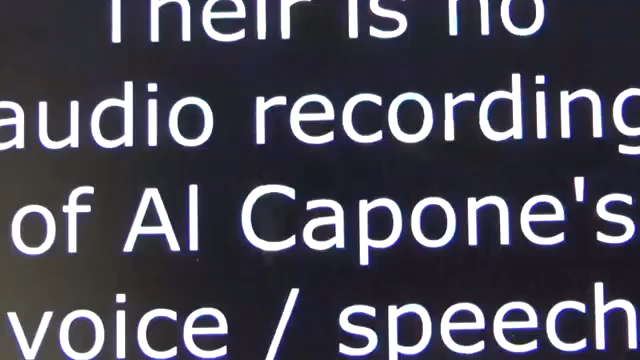 Their is no
audio recording
of Al Capone's
voice / speech